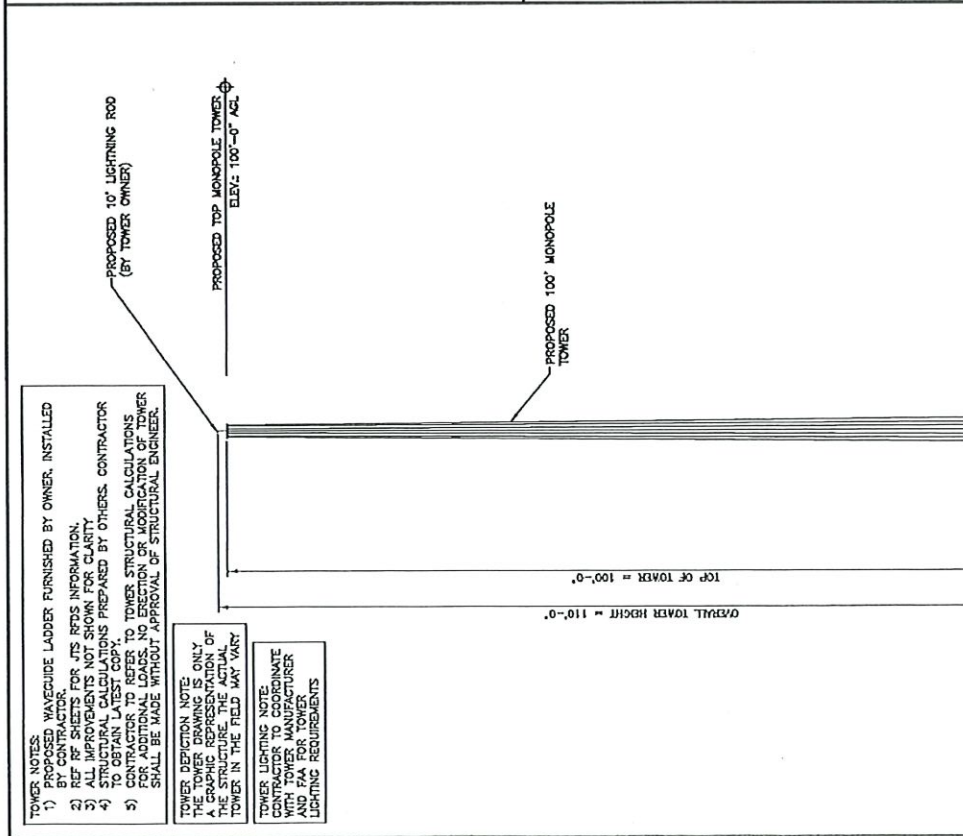 TOWER NOTES:
1) PROPOSED WAVEGUIDE LADDER FURNISHED BY OWNER, INSTALLED
BY CONTRACTOR.
2) REF RF SHEETS FOR JTS RFDS INFORMATION.
3) ALL IMPROVEMENTS NOT SHOWN FOR CLARITY
4) STRUCTURAL CALCULATIONS PREPARED BY OTHERS. CONTRACTOR
TO OBTAIN LATEST COPY.
5) CONTRACTOR TO REFER TO TOWER STRUCTURAL CALCULATIONS
FOR ADDITIONAL LOADS. NO ERECTION OR MODIFICATION OF TOWER
SHALL BE MADE WITHOUT APPROVAL OF STRUCTURAL ENGINEER.
TOWER DEPICTION NOTE:
THE TOWER DRAWING IS ONLY
A GRAPHIC REPRESENTATION OF
THE STRUCTURE. THE ACTUAL
TOWER IN THE FIELD MAY VARY
TOWER LIGHTING NOTE:
CONTRACTOR TO COORDINATE
WITH TOWER MANUFACTURER
AND FAA FOR TOWER
LIGHTING REQUIREMENTS
PROPOSED 10' LIGHTNING ROD
(BY TOWER OWNER)
PROPOSED TOP MONOPOLE TOWER
ELEV.: 100'-0" AGL
PROPOSED 100' MONOPOLE
TOWER
TOP OF TOWER = 100'-0"
OVERALL TOWER HEIGHT = 110'-0"